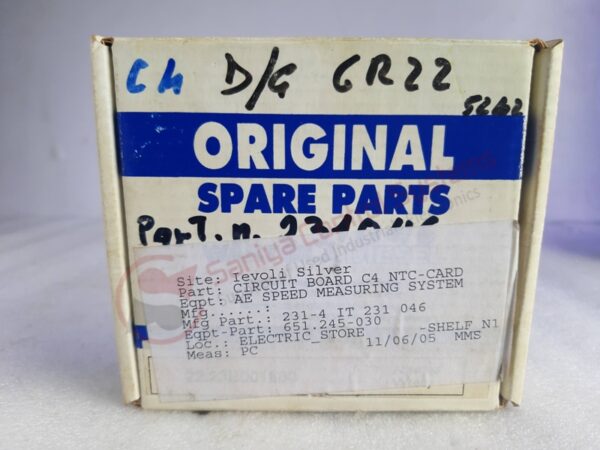 C4 D/G GR22
5242
ORIGINAL
SPARE PARTS
Part. n. 231046
Site: Ievoli Silver
Part: CIRCUIT BOARD C4 NTC-CARD
Eqpt: AE SPEED MEASURING SYSTEM
Mfg......:
Mfg Part.: 231-4 IT 231 046
Eqpt-Part: 651.245-030
Loc.: ELECTRIC_STORE -SHELF N1
Meas: PC 11/06/05 MMS